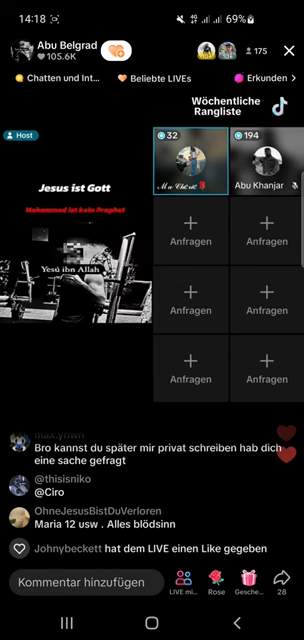 14:18 69%
Abu Belgrad
105.6K
175
Chatten und Int... Beliebte LIVEs Erkunden >
Wöchentliche
Rangliste
Host
32
194
Jesus ist Gott
Mohammed ist kein Prophet
Yesú ibn Allah
Abu Khanjar
Anfragen Anfragen
Anfragen Anfragen
Anfragen Anfragen
max.yhwh
Bro kannst du später mir privat schreiben hab dich
eine sache gefragt
@thisisniko
@Ciro
OhneJesusBistDuVerloren
Maria 12 usw . Alles blödsinn
Johnybeckett hat dem LIVE einen Like gegeben
Kommentar hinzufügen
LIVE mi... Rose Gesche... 28